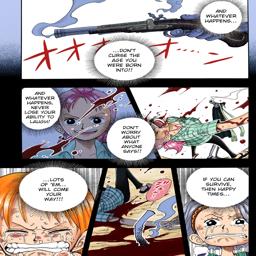 AND
WHATEVER
HAPPENS...
...DON'T
CURSE THE
AGE YOU
WERE BORN
INTO!!
オオオオ...ン
AND
WHATEVER
HAPPENS,
NEVER
LOSE YOUR
ABILITY TO
LAUGH!
DON'T
WORRY
ABOUT
WHAT
ANYONE
SAYS!!
IF YOU CAN
SURVIVE,
THEN HAPPY
TIMES...
...LOTS
OF 'EM...
WILL COME
YOUR
WAY!!!